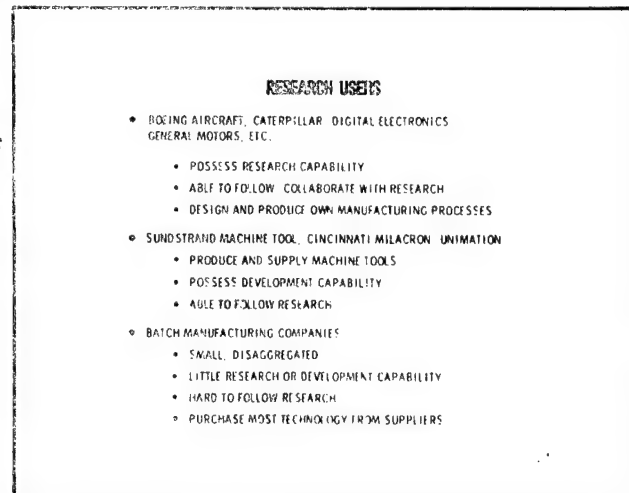 RESEARCH USERS
• BOEING AIRCRAFT, CATERPILLAR DIGITAL ELECTRONICS
GENERAL MOTORS, ETC.
• POSSESS RESEARCH CAPABILITY
• ABLE TO FOLLOW COLLABORATE WITH RESEARCH
• DESIGN AND PRODUCE OWN MANUFACTURING PROCESSES
• SUNDSTRAND MACHINE TOOL, CINCINNATI MILACRON UNIMATION
• PRODUCE AND SUPPLY MACHINE TOOLS
• POSSESS DEVELOPMENT CAPABILITY
• ABLE TO FOLLOW RESEARCH
• BATCH MANUFACTURING COMPANIES
• SMALL, DISAGGREGATED
• LITTLE RESEARCH OR DEVELOPMENT CAPABILITY
• HARD TO FOLLOW RESEARCH
• PURCHASE MOST TECHNOLOGY FROM SUPPLIERS